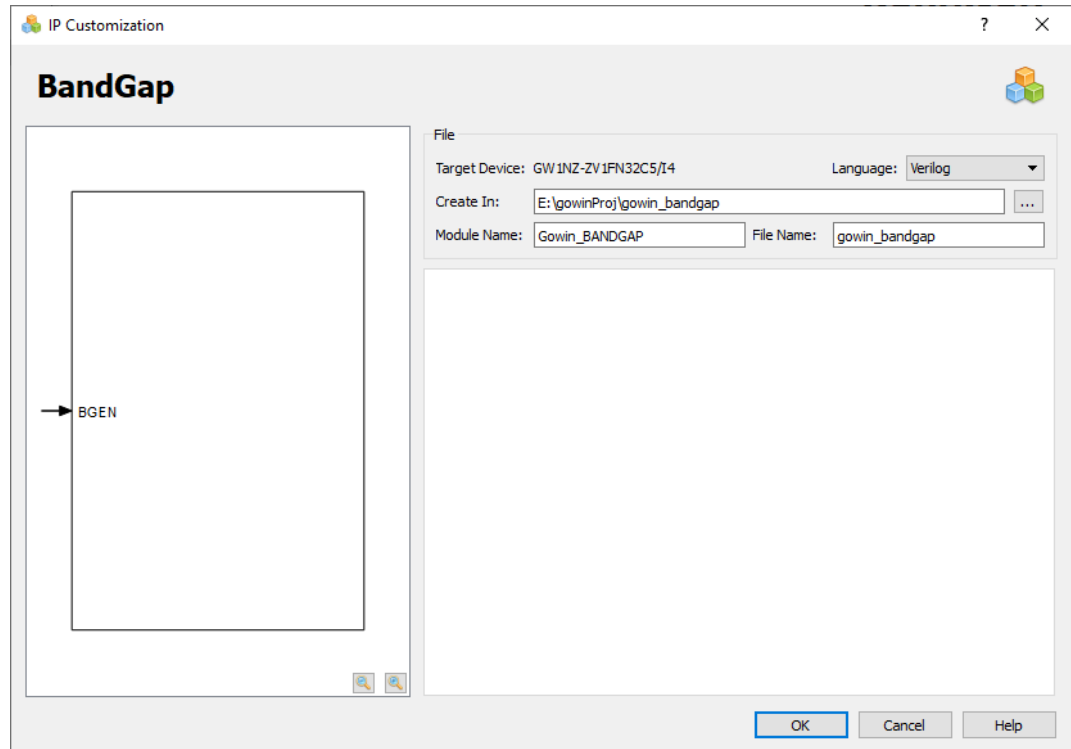 IP Customization
BandGap
File
Target Device: GW1NZ-ZV1FN32C5/I4 Language: Verilog
Create In: E:\gowinProj\gowin_bandgap ...
Module Name: Gowin_BANDGAP File Name: gowin_bandgap
BGEN
OK Cancel Help